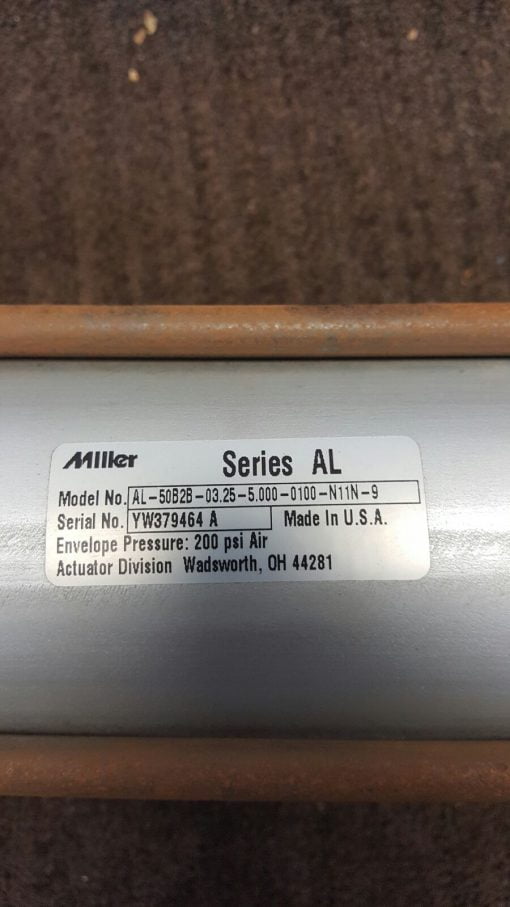 Miller Series AL
Model No. AL-50B2B-03.25-5.000-0100-N11N-9
Serial No. YW379464 A Made In U.S.A.
Envelope Pressure: 200 psi Air
Actuator Division Wadsworth, OH 44281